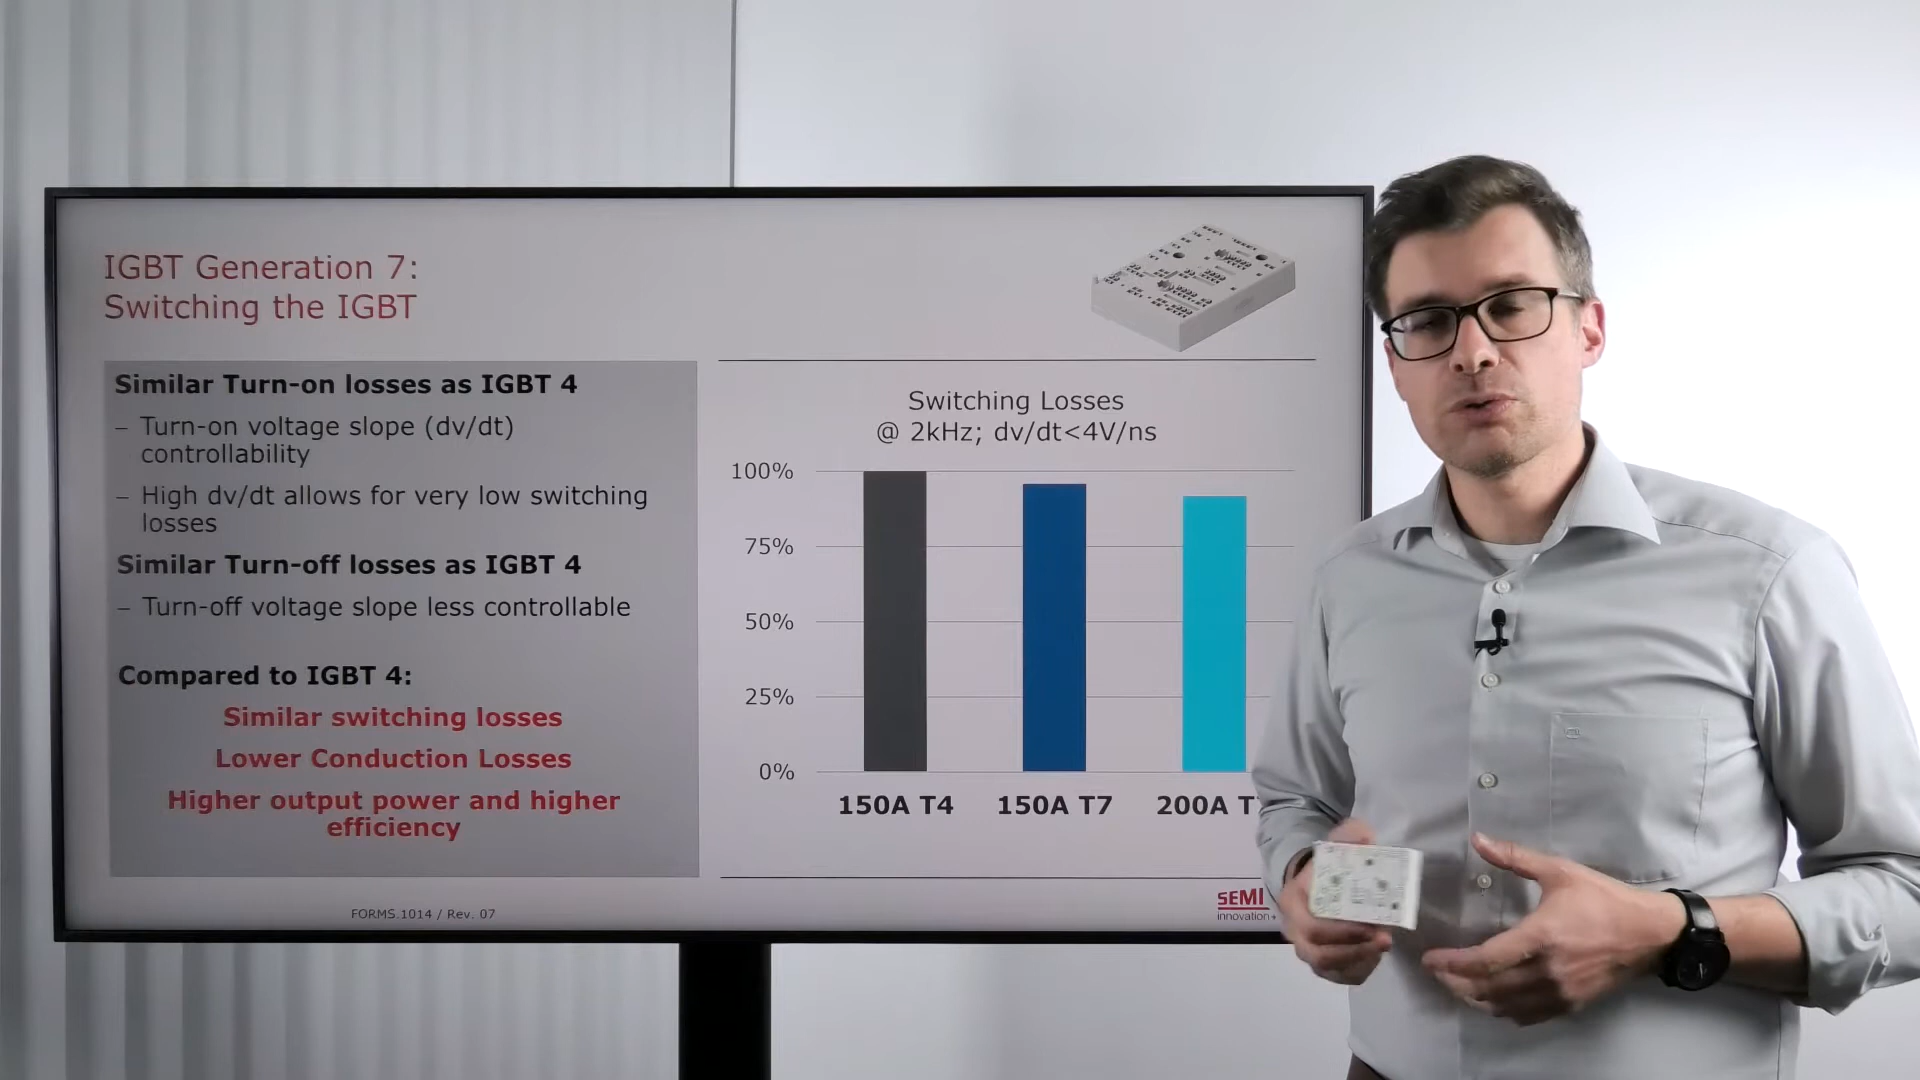 IGBT Generation 7:
Switching the IGBT
Similar Turn-on losses as IGBT 4
– Turn-on voltage slope (dv/dt)
controllability
– High dv/dt allows for very low switching
losses
Similar Turn-off losses as IGBT 4
– Turn-off voltage slope less controllable
Compared to IGBT 4:
Similar switching losses
Lower Conduction Losses
Higher output power and higher
efficiency
Switching Losses
@ 2kHz; dv/dt<4V/ns
100%
75%
50%
25%
0%
150A T4
150A T7
200A T
FORMS.1014 / Rev. 07
SEMI
innovation+